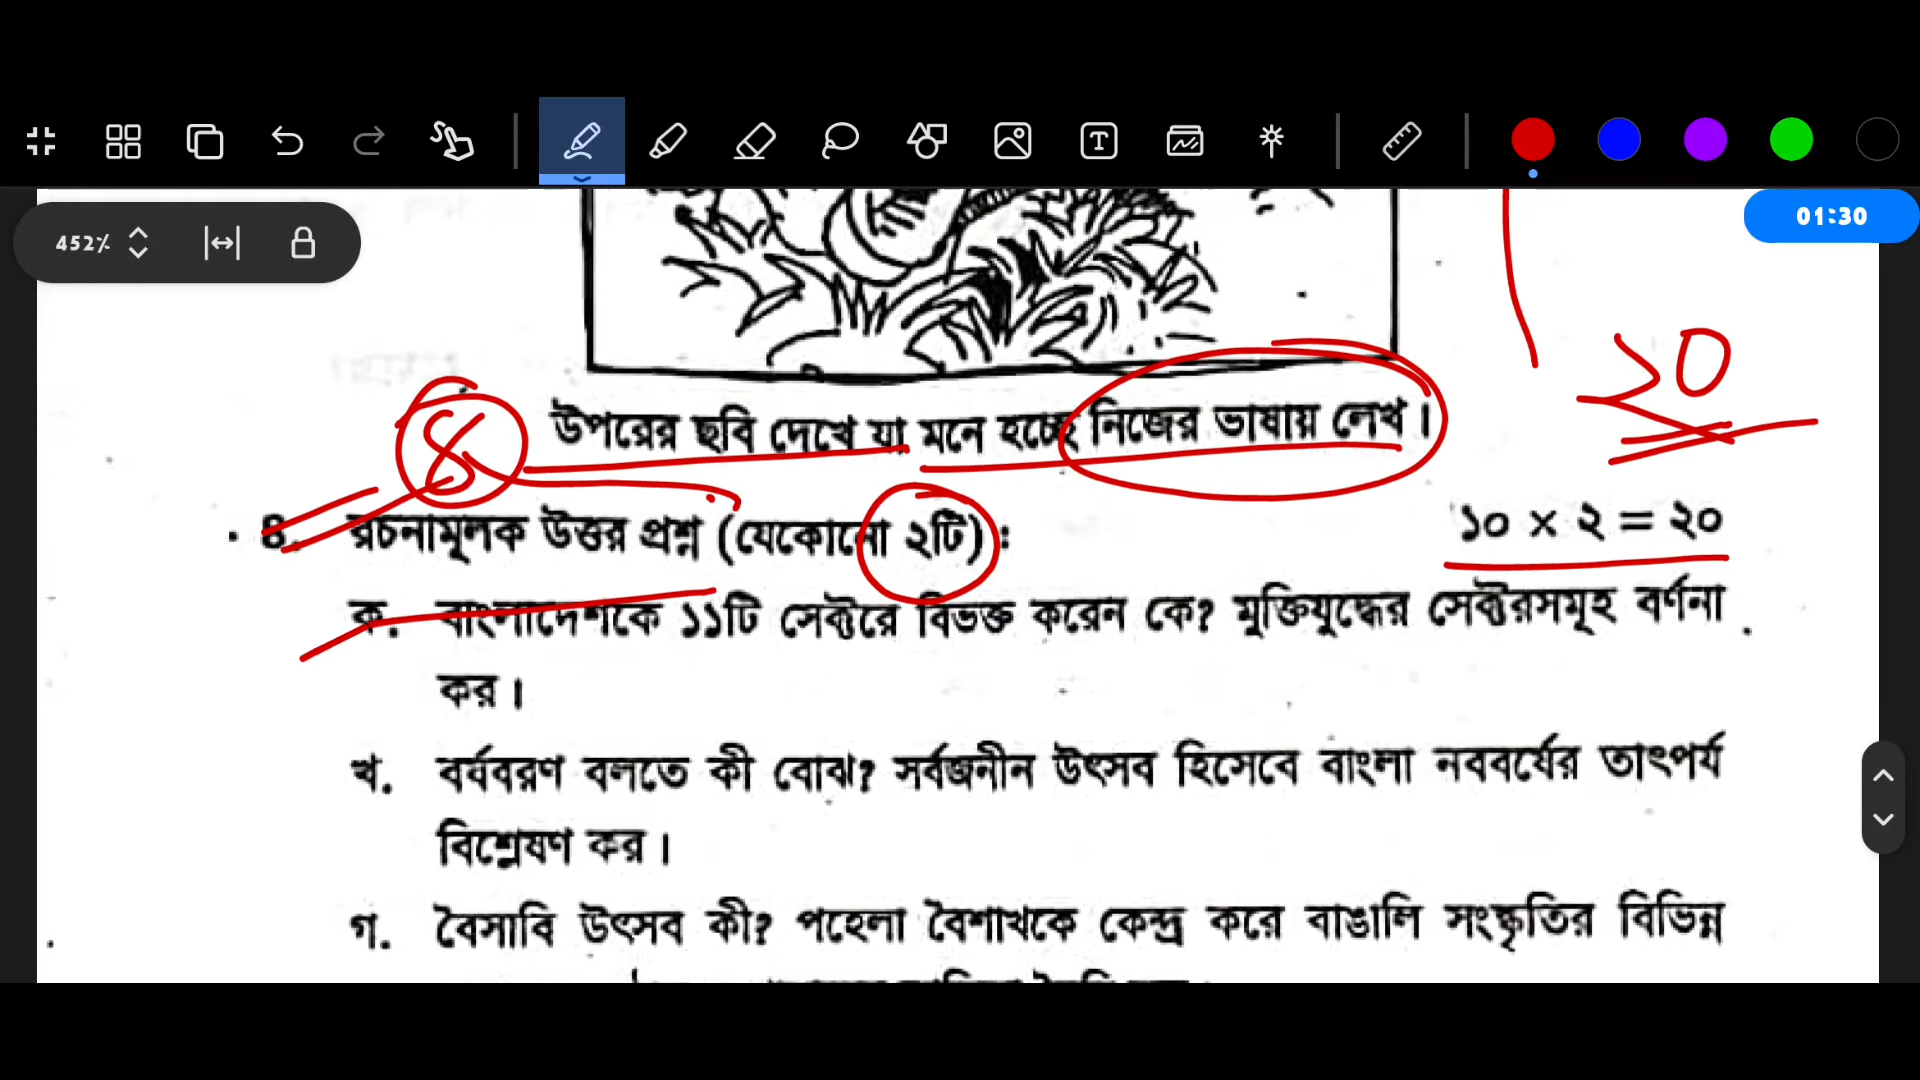 452%
01:30
১০
৪
উপরের ছবি দেখে যা মনে হচ্ছে নিজের ভাষায় লেখ।
৪. রচনামূলক উত্তর প্রশ্ন (যেকোনো ২টি) : ১০ × ২ = ২০
ক. বাংলাদেশকে ১১টি সেক্টরে বিভক্ত করেন কে? মুক্তিযুদ্ধের সেক্টরসমূহ বর্ণনা
কর।
খ. বর্ষবরণ বলতে কী বোঝ? সর্বজনীন উৎসব হিসেবে বাংলা নববর্ষের তাৎপর্য
বিশ্লেষণ কর।
গ. বৈসাবি উৎসব কী? পহেলা বৈশাখকে কেন্দ্র করে বাঙালি সংস্কৃতির বিভিন্ন